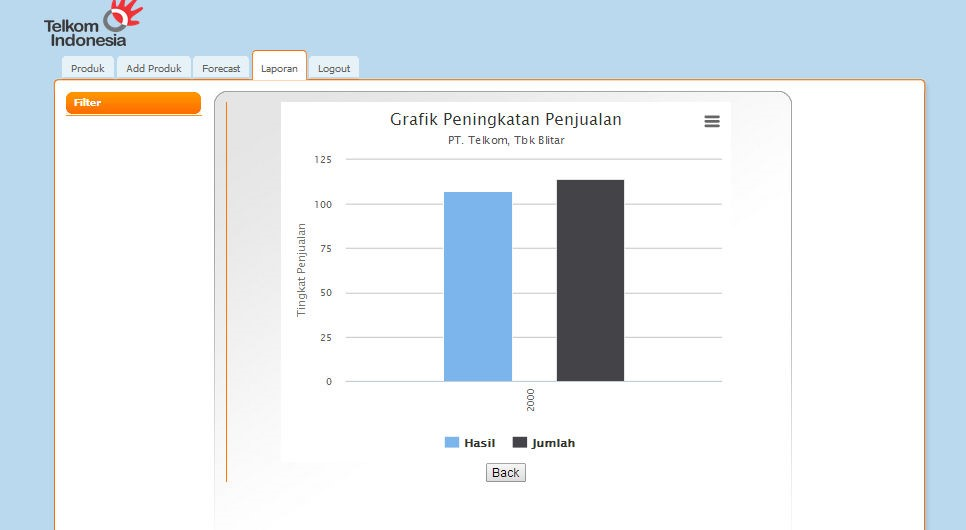 Telkom
Indonesia
Produk
Add Produk
Forecast
Laporan
Logout
Filter
Grafik Peningkatan Penjualan
PT. Telkom, Tbk Blitar
125
100
75
50
25
0
Tingkat Penjualan
2000
Hasil
Jumlah
Back